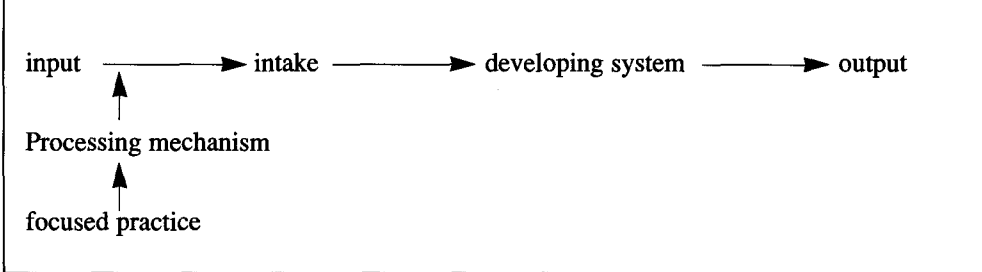 input intake developing system output
Processing mechanism
focused practice